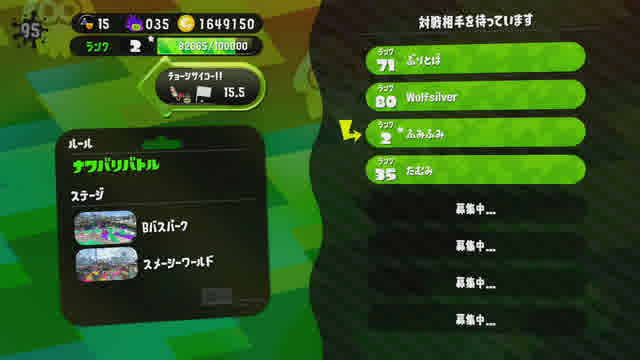 95
15
035
1649150
ランク 2★ 82065/100000
チョーシサイコー!!
15.5
ルール
ナワバリバトル
ステージ
Bバスパーク
スメーシーワールド
対戦相手を待っています
ランク 71 ぷりとば
ランク 80 Wolfsilver
ランク 2★ ふみふみ
ランク 35 たむみ
募集中...
募集中...
募集中...
募集中...